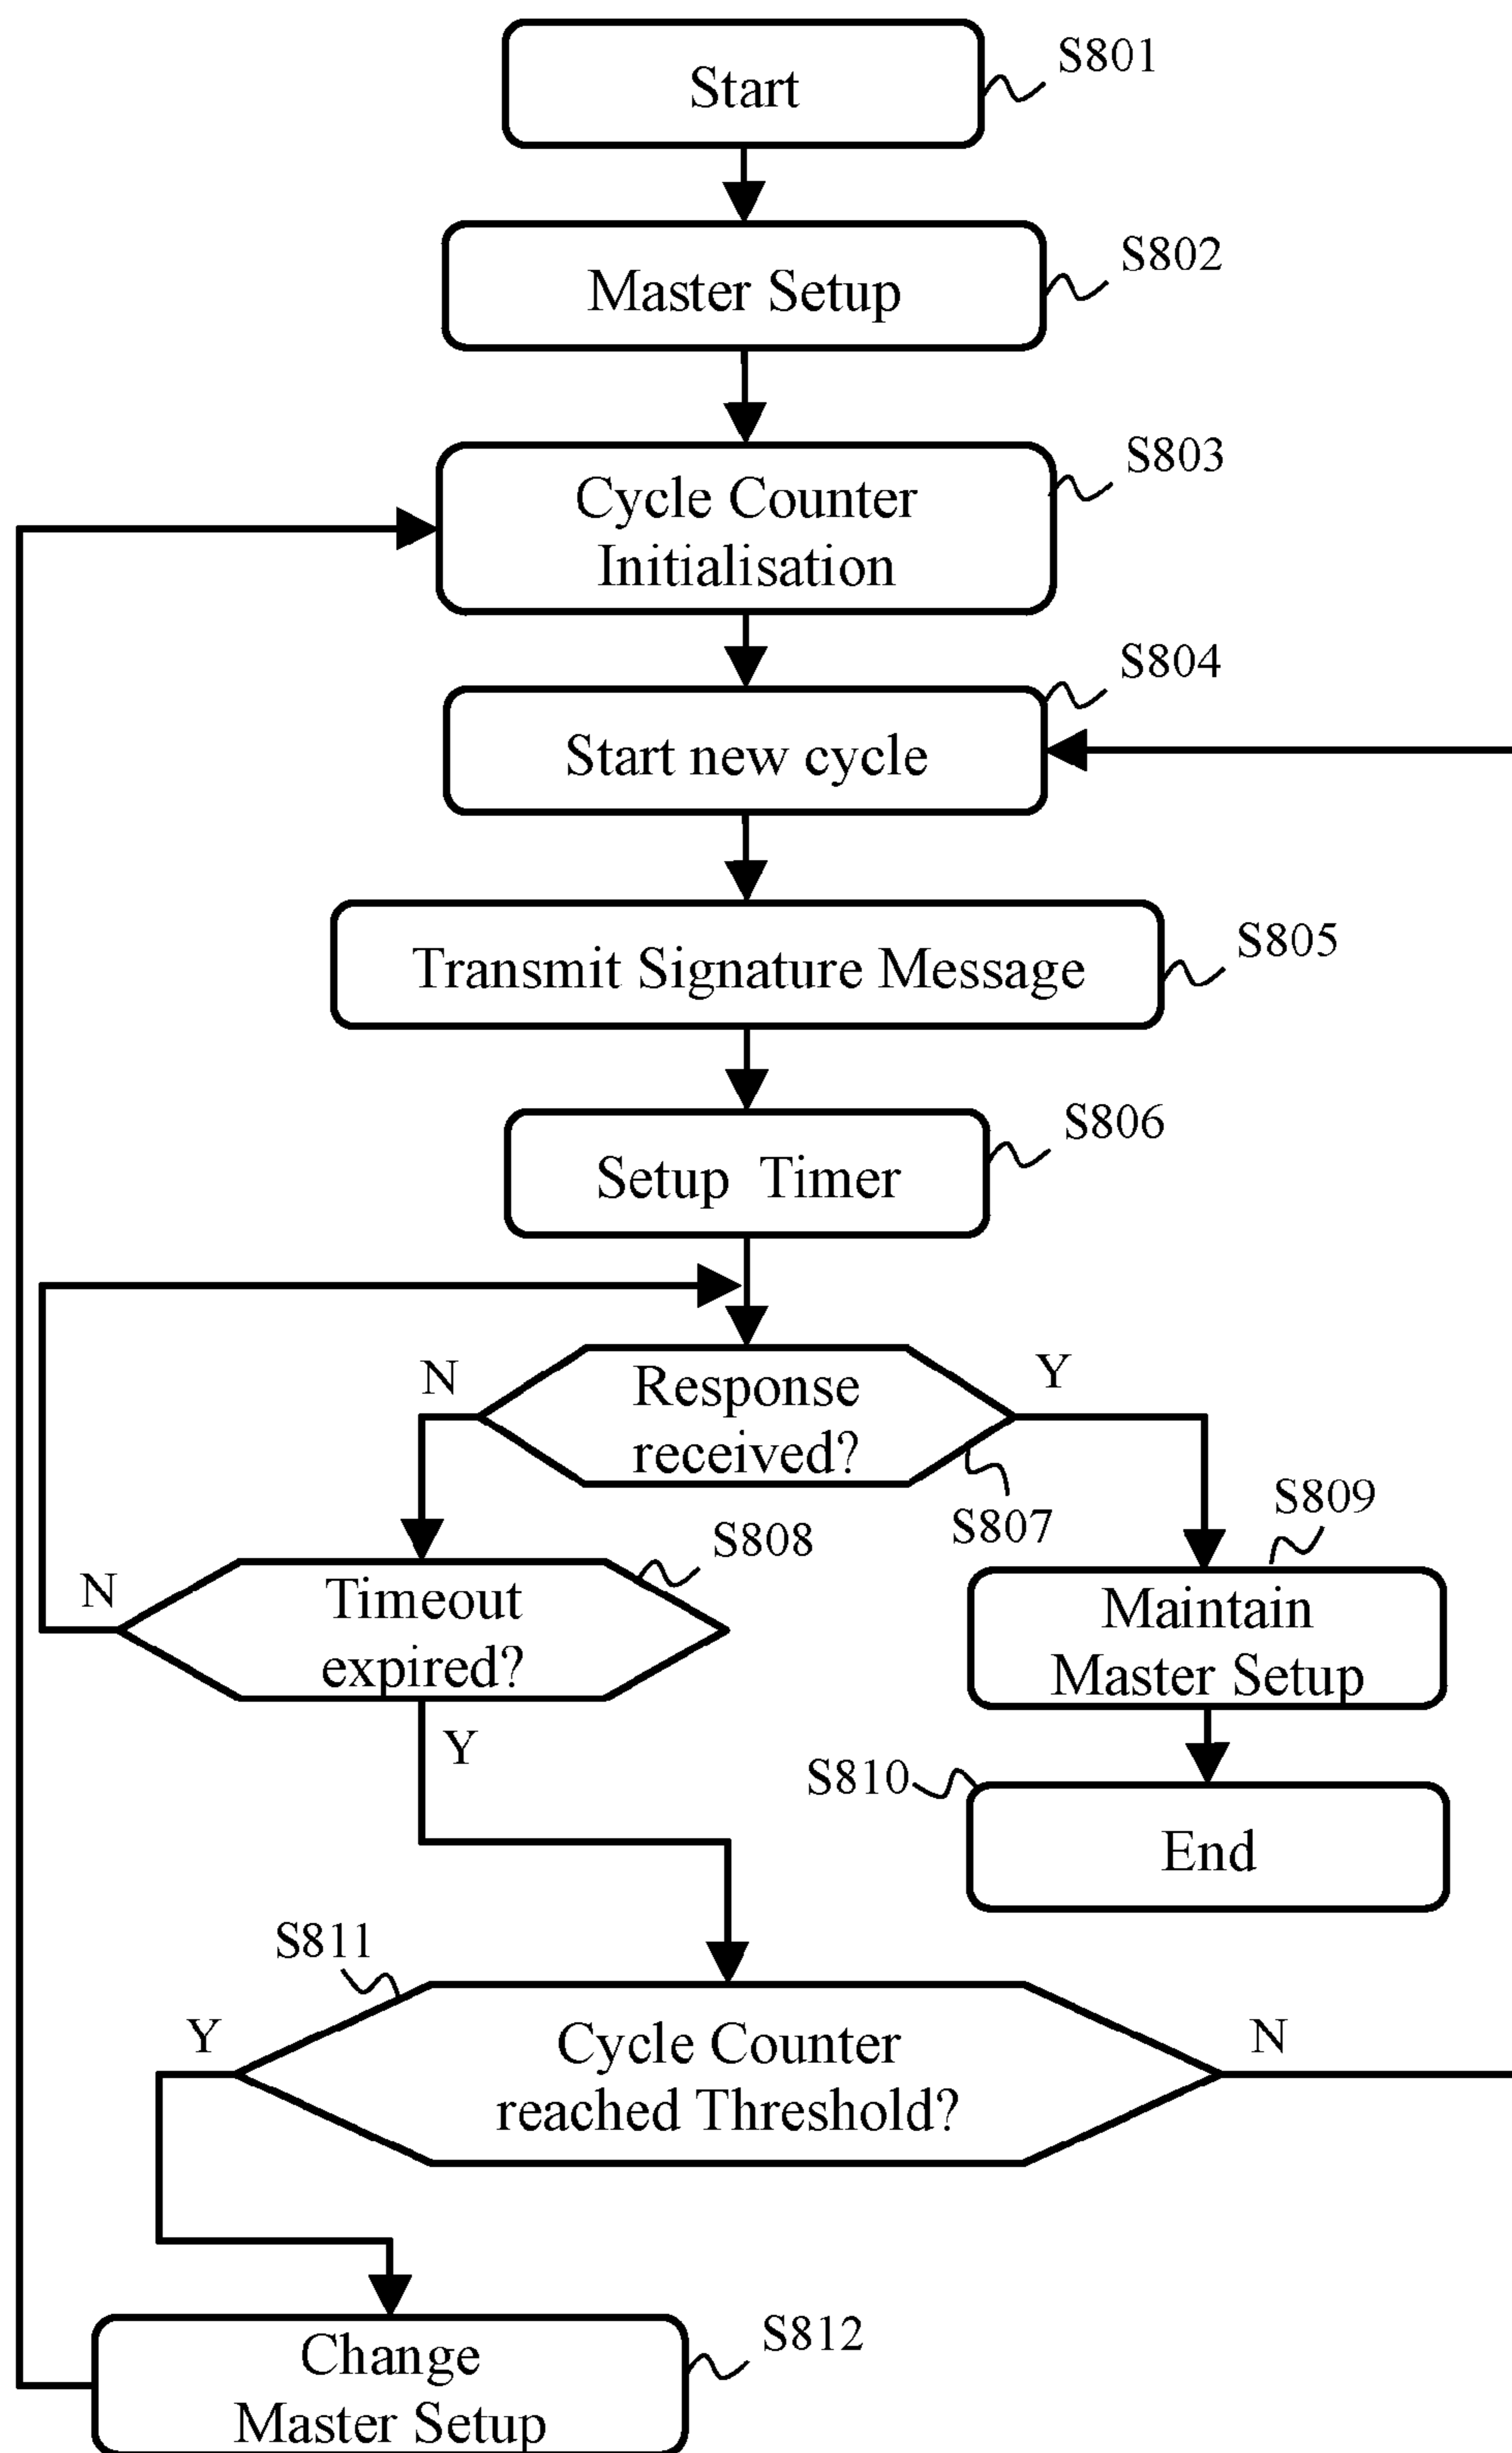 Start
S801
Master Setup
S802
Cycle Counter
Initialisation
S803
Start new cycle
S804
Transmit Signature Message
S805
Setup Timer
S806
N
Response
received?
Y
S807
N
Timeout
expired?
S808
Y
S809
Maintain
Master Setup
S810
End
S811
Y
Cycle Counter
reached Threshold?
N
Change
Master Setup
S812